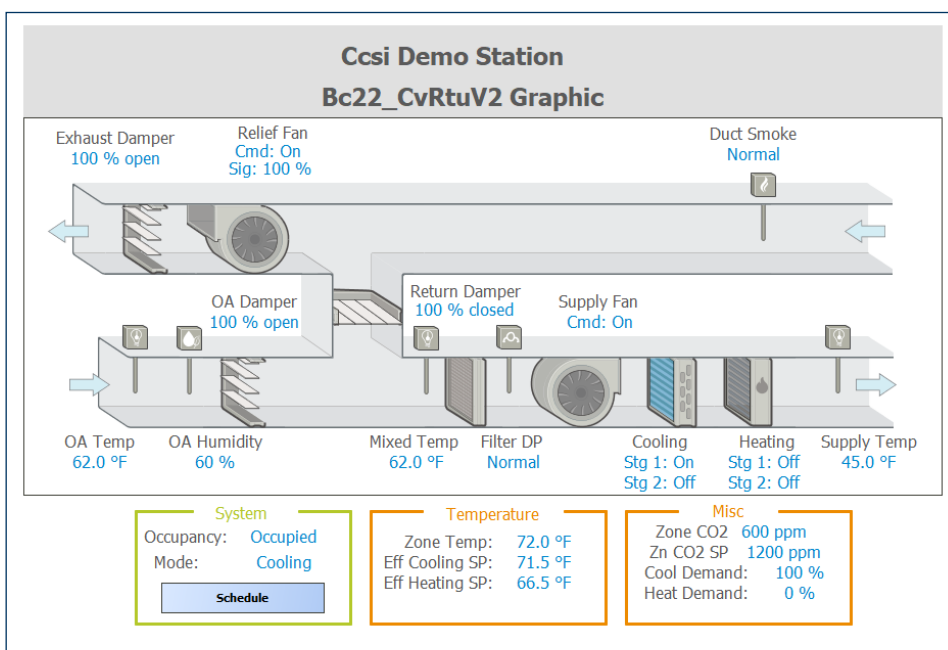 Ccsi Demo Station
Bc22_CvRtuV2 Graphic
Exhaust Damper
100 % open
Relief Fan
Cmd: On
Sig: 100 %
Duct Smoke
Normal
OA Damper
100 % open
Return Damper
100 % closed
Supply Fan
Cmd: On
OA Temp
62.0 °F
OA Humidity
60 %
Mixed Temp
62.0 °F
Filter DP
Normal
Cooling
Stg 1: On
Stg 2: Off
Heating
Stg 1: Off
Stg 2: Off
Supply Temp
45.0 °F
System
Occupancy: Occupied
Mode: Cooling
Schedule
Temperature
Zone Temp: 72.0 °F
Eff Cooling SP: 71.5 °F
Eff Heating SP: 66.5 °F
Misc
Zone CO2 600 ppm
Zn CO2 SP 1200 ppm
Cool Demand: 100 %
Heat Demand: 0 %